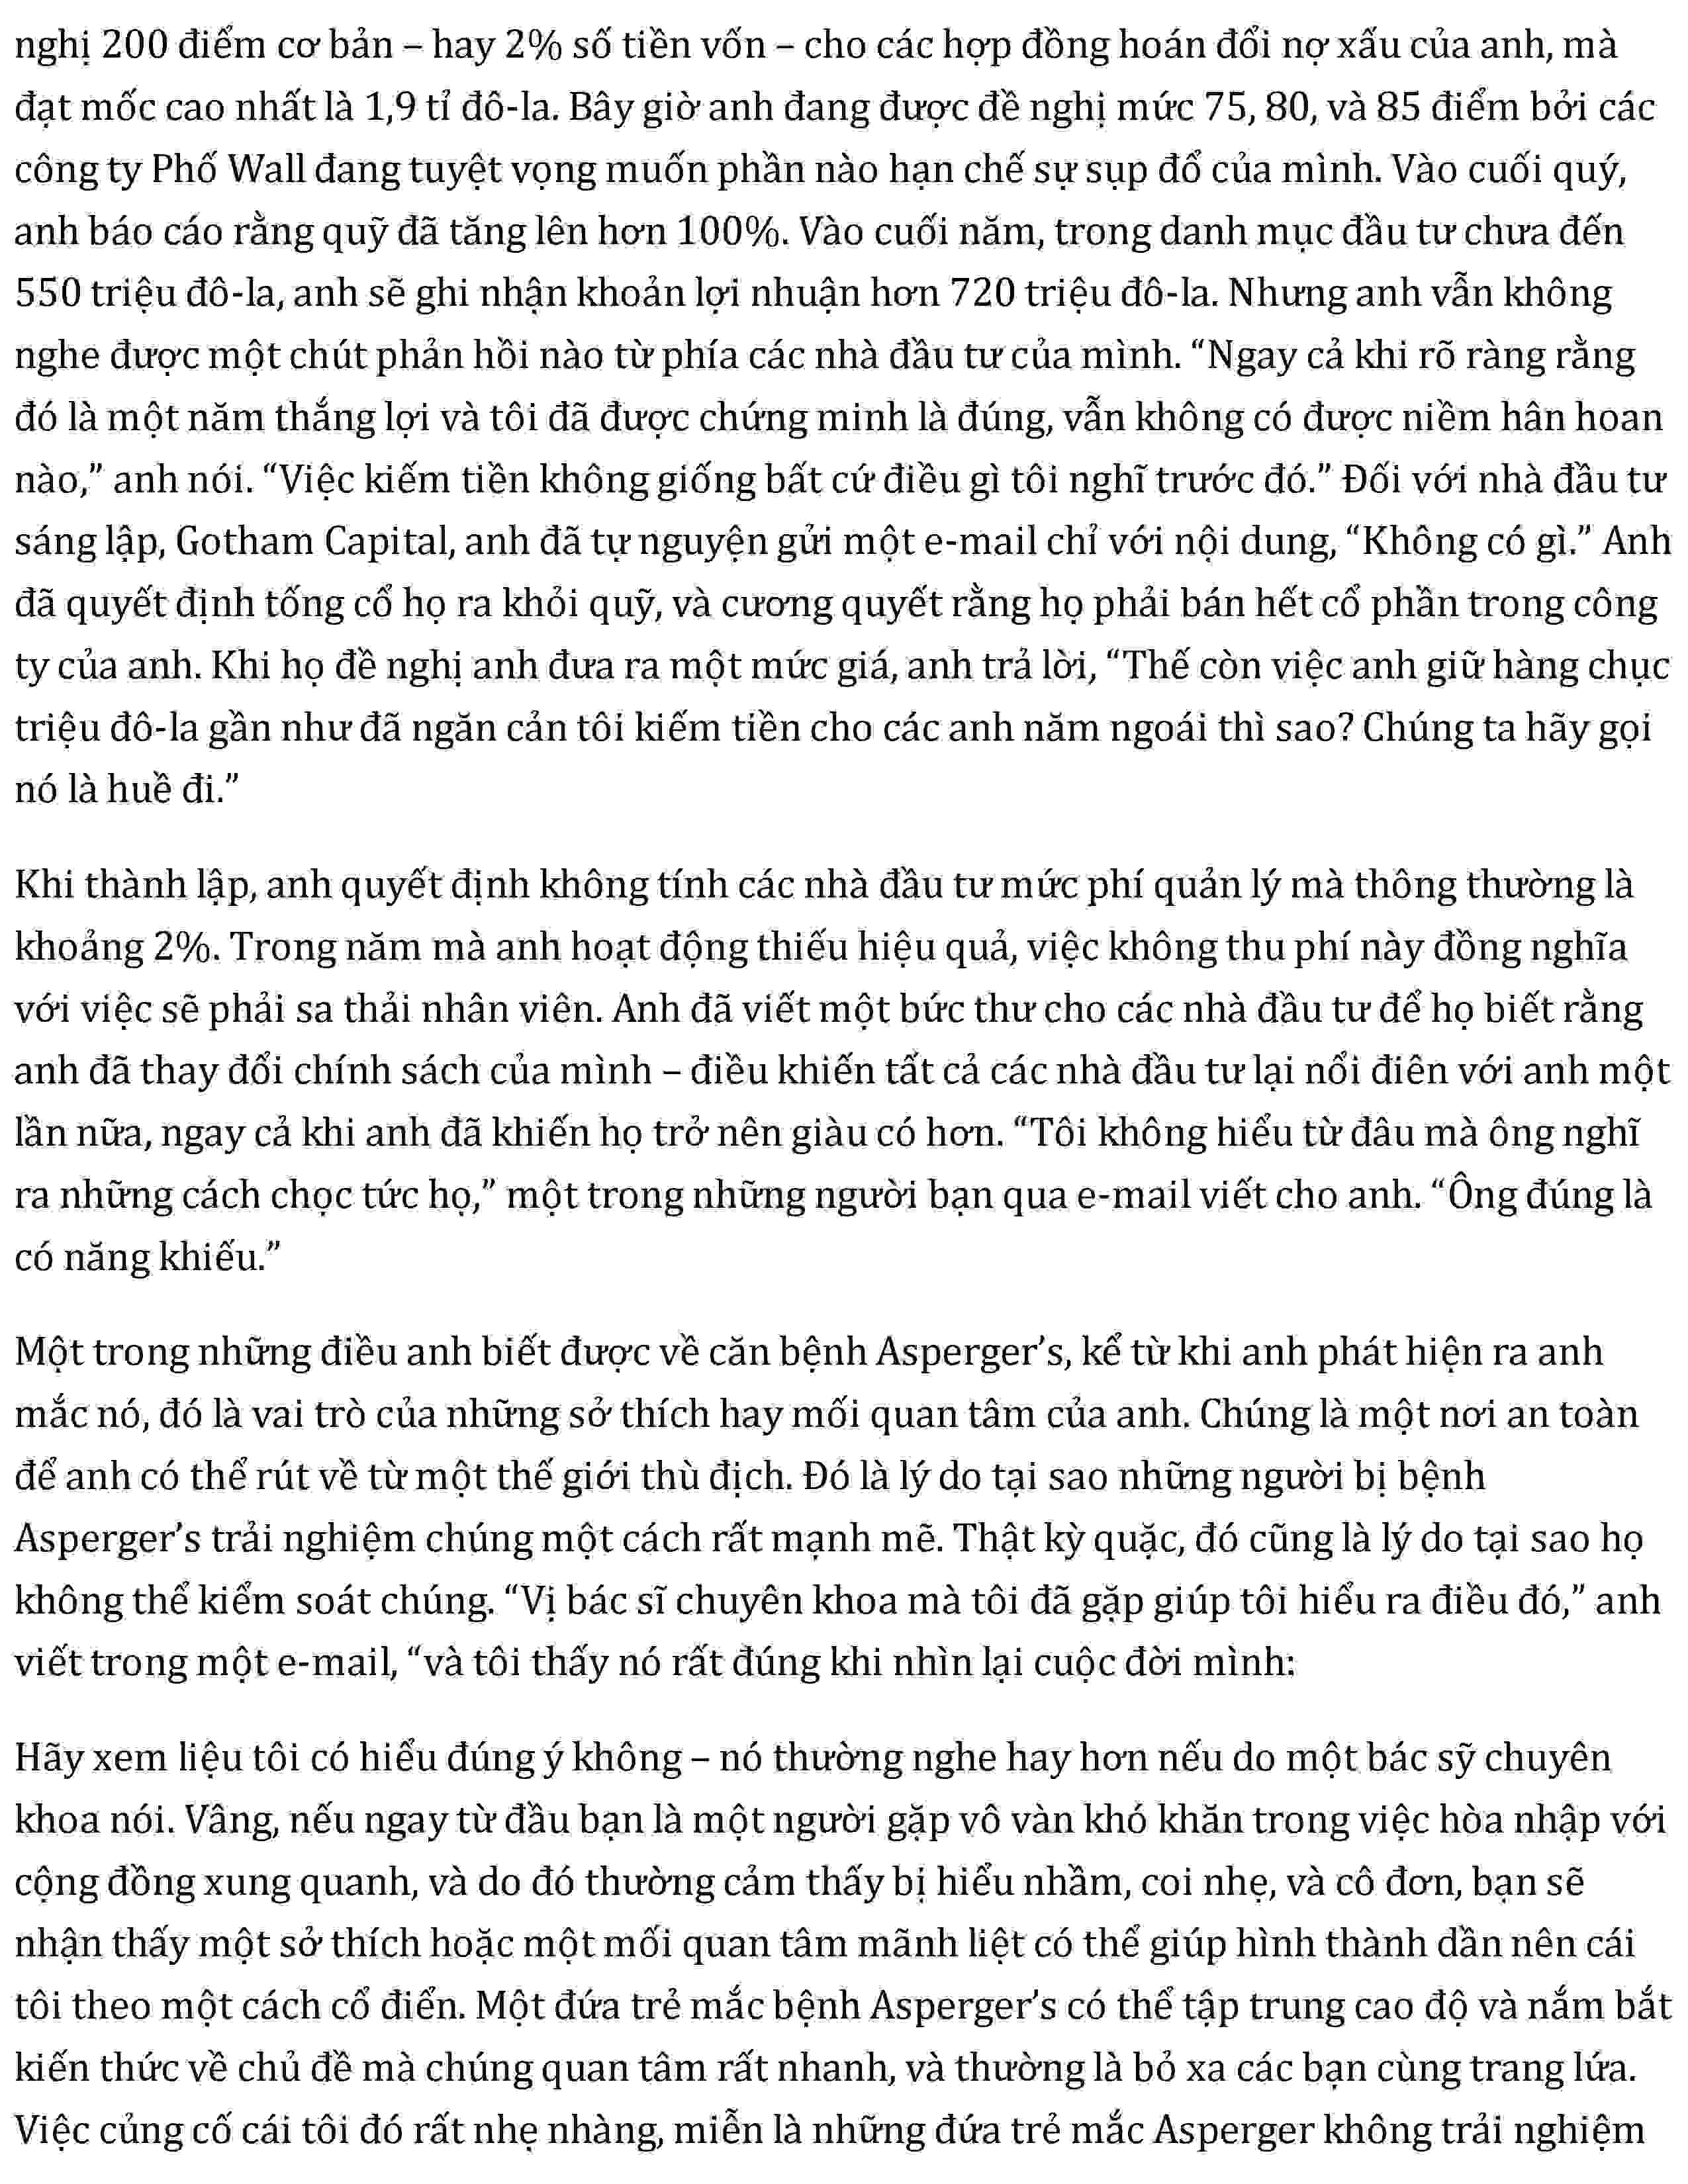 nghị 200 điểm cơ bản – hay 2% số tiền vốn – cho các hợp đồng hoán đổi nợ xấu của anh, mà
đạt mốc cao nhất là 1,9 tỉ đô-la. Bây giờ anh đang được đề nghị mức 75, 80, và 85 điểm bởi các
công ty Phố Wall đang tuyệt vọng muốn phần nào hạn chế sự sụp đổ của mình. Vào cuối quý,
anh báo cáo rằng quỹ đã tăng lên hơn 100%. Vào cuối năm, trong danh mục đầu tư chưa đến
550 triệu đô-la, anh sẽ ghi nhận khoản lợi nhuận hơn 720 triệu đô-la. Nhưng anh vẫn không
nghe được một chút phản hồi nào từ phía các nhà đầu tư của mình. “Ngay cả khi rõ ràng rằng
đó là một năm thắng lợi và tôi đã được chứng minh là đúng, vẫn không có được niềm hân hoan
nào,” anh nói. “Việc kiếm tiền không giống bất cứ điều gì tôi nghĩ trước đó.” Đối với nhà đầu tư
sáng lập, Gotham Capital, anh đã tự nguyện gửi một e-mail chỉ với nội dung, “Không có gì.” Anh
đã quyết định tống cổ họ ra khỏi quỹ, và cương quyết rằng họ phải bán hết cổ phần trong công
ty của anh. Khi họ đề nghị anh đưa ra một mức giá, anh trả lời, “Thế còn việc anh giữ hàng chục
triệu đô-la gần như đã ngăn cản tôi kiếm tiền cho các anh năm ngoái thì sao? Chúng ta hãy gọi
nó là huề đi.”
Khi thành lập, anh quyết định không tính các nhà đầu tư mức phí quản lý mà thông thường là
khoảng 2%. Trong năm mà anh hoạt động thiếu hiệu quả, việc không thu phí này đồng nghĩa
với việc sẽ phải sa thải nhân viên. Anh đã viết một bức thư cho các nhà đầu tư để họ biết rằng
anh đã thay đổi chính sách của mình – điều khiến tất cả các nhà đầu tư lại nổi điên với anh một
lần nữa, ngay cả khi anh đã khiến họ trở nên giàu có hơn. “Tôi không hiểu từ đâu mà ông nghĩ
ra những cách chọc tức họ,” một trong những người bạn qua e-mail viết cho anh. “Ông đúng là
có năng khiếu.”
Một trong những điều anh biết được về căn bệnh Asperger’s, kể từ khi anh phát hiện ra anh
mắc nó, đó là vai trò của những sở thích hay mối quan tâm của anh. Chúng là một nơi an toàn
để anh có thể rút về từ một thế giới thù địch. Đó là lý do tại sao những người bị bệnh
Asperger’s trải nghiệm chúng một cách rất mạnh mẽ. Thật kỳ quặc, đó cũng là lý do tại sao họ
không thể kiểm soát chúng. “Vị bác sĩ chuyên khoa mà tôi đã gặp giúp tôi hiểu ra điều đó,” anh
viết trong một e-mail, “và tôi thấy nó rất đúng khi nhìn lại cuộc đời mình:
Hãy xem liệu tôi có hiểu đúng ý không – nó thường nghe hay hơn nếu do một bác sỹ chuyên
khoa nói. Vâng, nếu ngay từ đầu bạn là một người gặp vô vàn khó khăn trong việc hòa nhập với
cộng đồng xung quanh, và do đó thường cảm thấy bị hiểu nhầm, coi nhẹ, và cô đơn, bạn sẽ
nhận thấy một sở thích hoặc một mối quan tâm mãnh liệt có thể giúp hình thành dần nên cái
tôi theo một cách cổ điển. Một đứa trẻ mắc bệnh Asperger’s có thể tập trung cao độ và nắm bắt
kiến thức về chủ đề mà chúng quan tâm rất nhanh, và thường là bỏ xa các bạn cùng trang lứa.
Việc củng cố cái tôi đó rất nhẹ nhàng, miễn là những đứa trẻ mắc Asperger không trải nghiệm